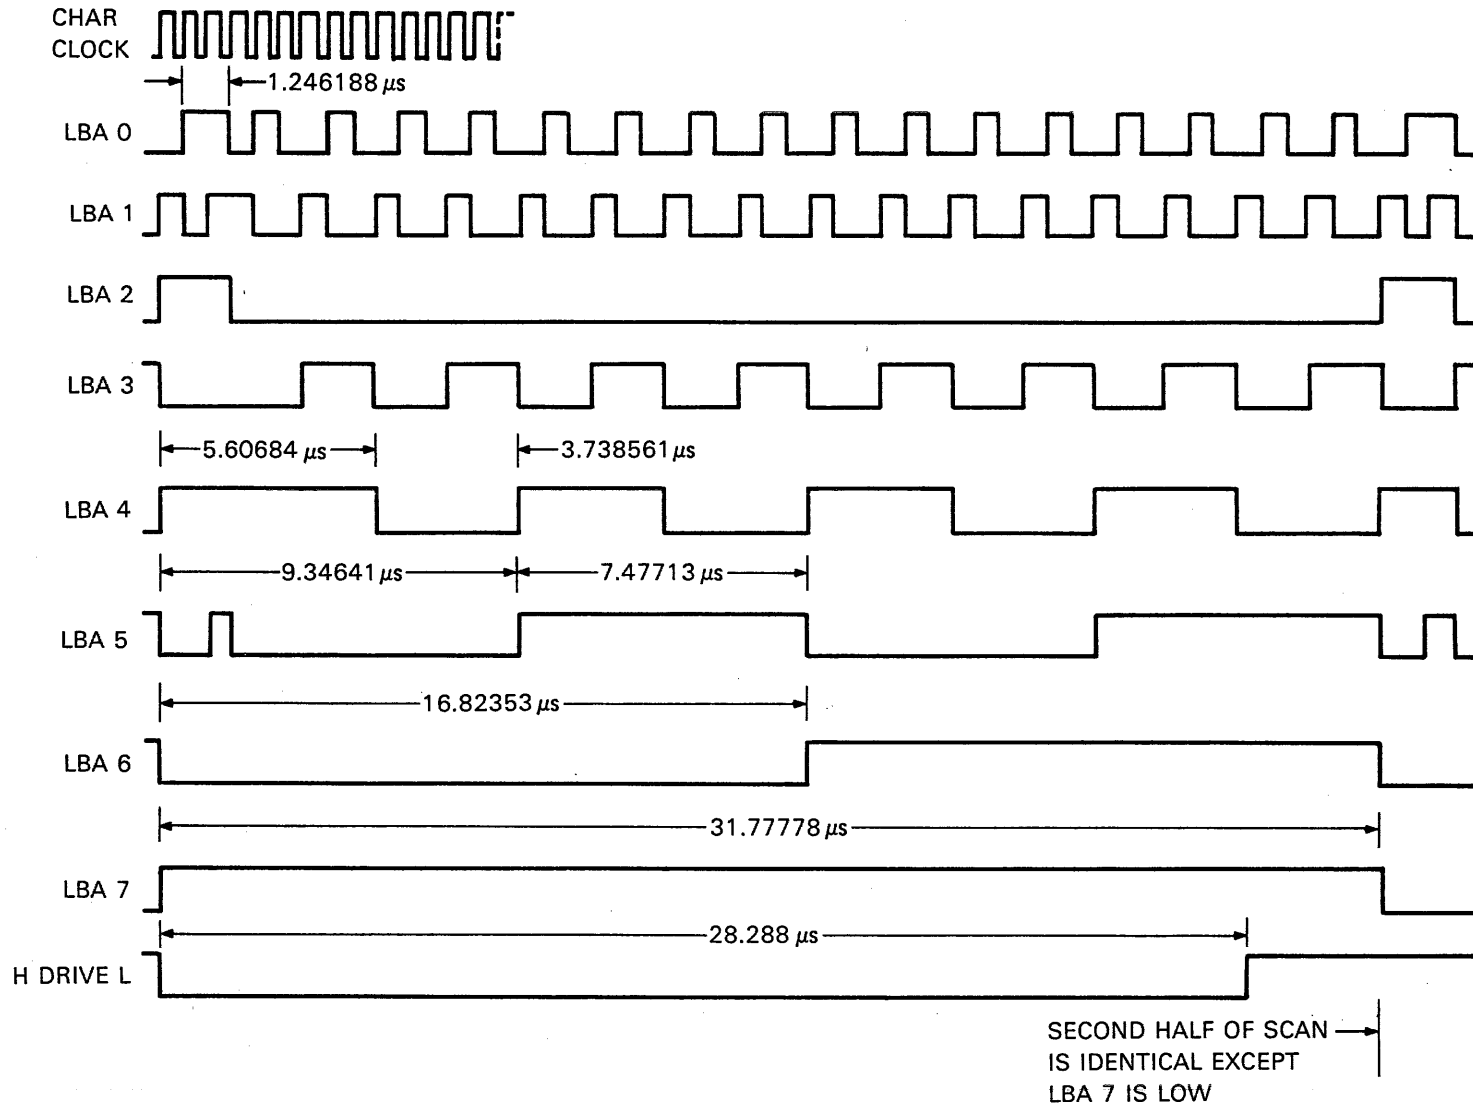 CHAR
CLOCK
1.246188 µs
LBA 0
LBA 1
LBA 2
LBA 3
5.60684 µs
3.738561 µs
LBA 4
9.34641 µs
7.47713 µs
LBA 5
16.82353 µs
LBA 6
31.77778 µs
LBA 7
28.288 µs
H DRIVE L
SECOND HALF OF SCAN
IS IDENTICAL EXCEPT
LBA 7 IS LOW